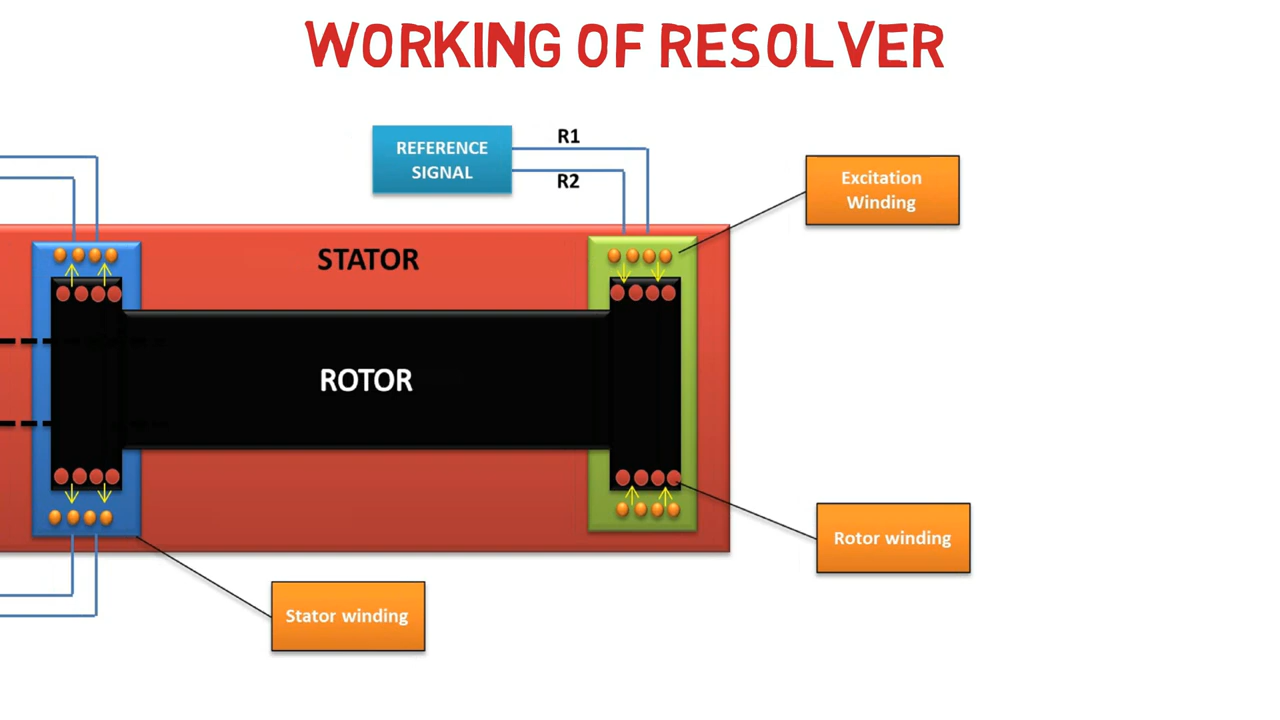 WORKING OF RESOLVER
REFERENCE
SIGNAL
R1
R2
Excitation
Winding
STATOR
ROTOR
Rotor winding
Stator winding